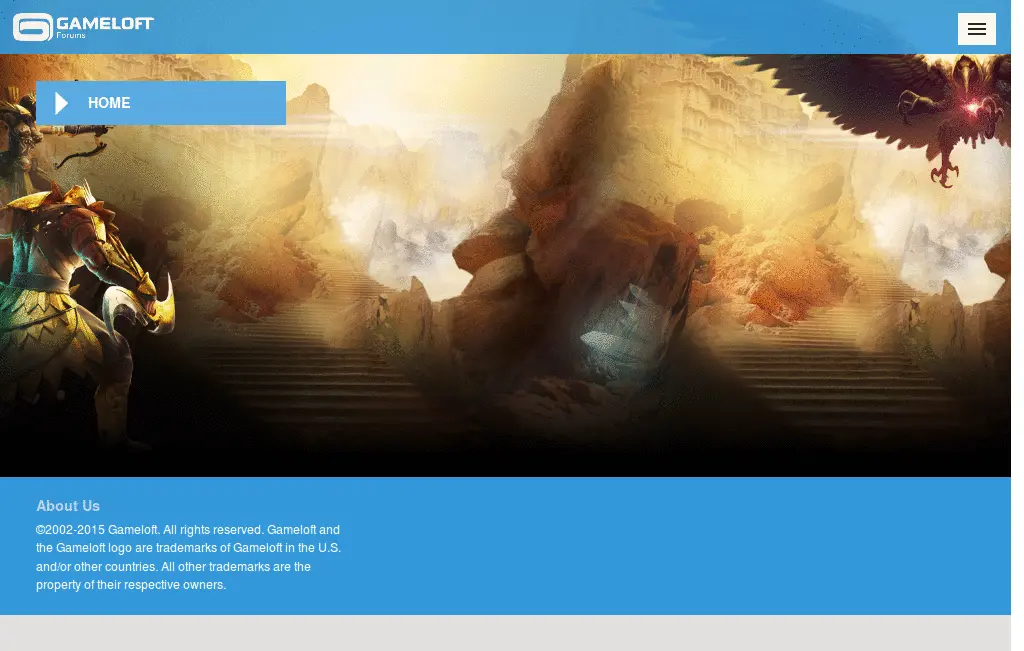 GAMELOFT
Forums
HOME
About Us
©2002-2015 Gameloft. All rights reserved. Gameloft and
the Gameloft logo are trademarks of Gameloft in the U.S.
and/or other countries. All other trademarks are the
property of their respective owners.